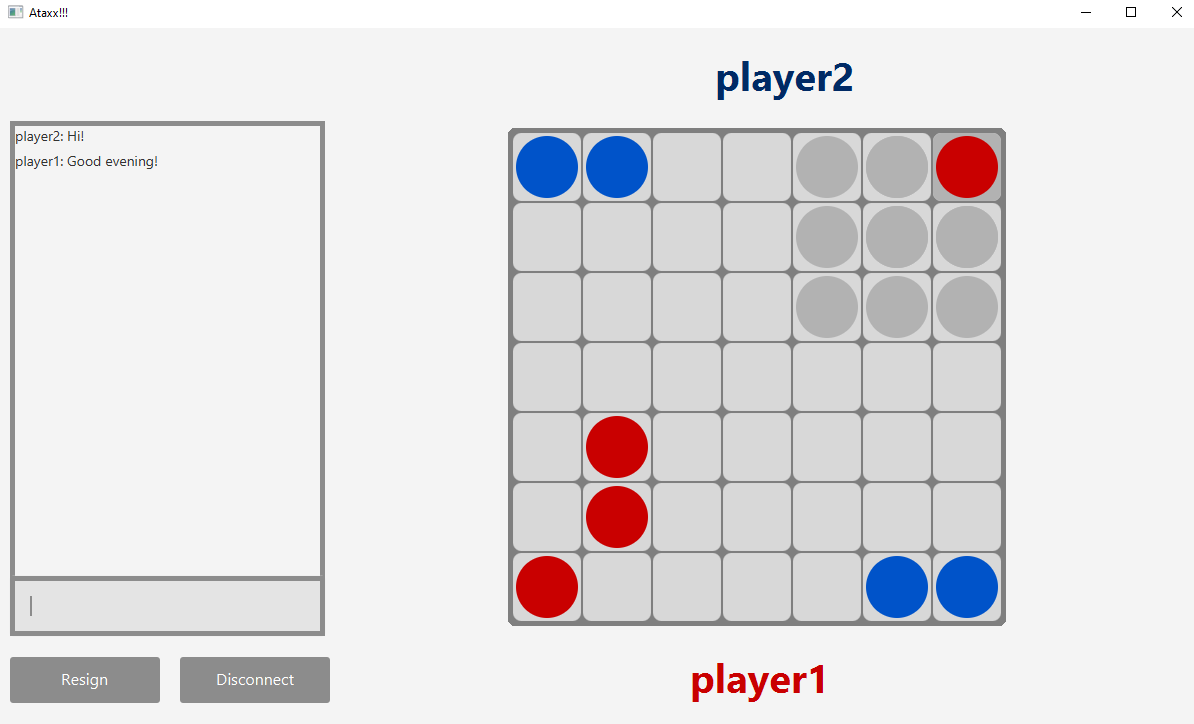 Ataxx!!!
player2
player2: Hi!
player1: Good evening!
Resign
Disconnect
player1